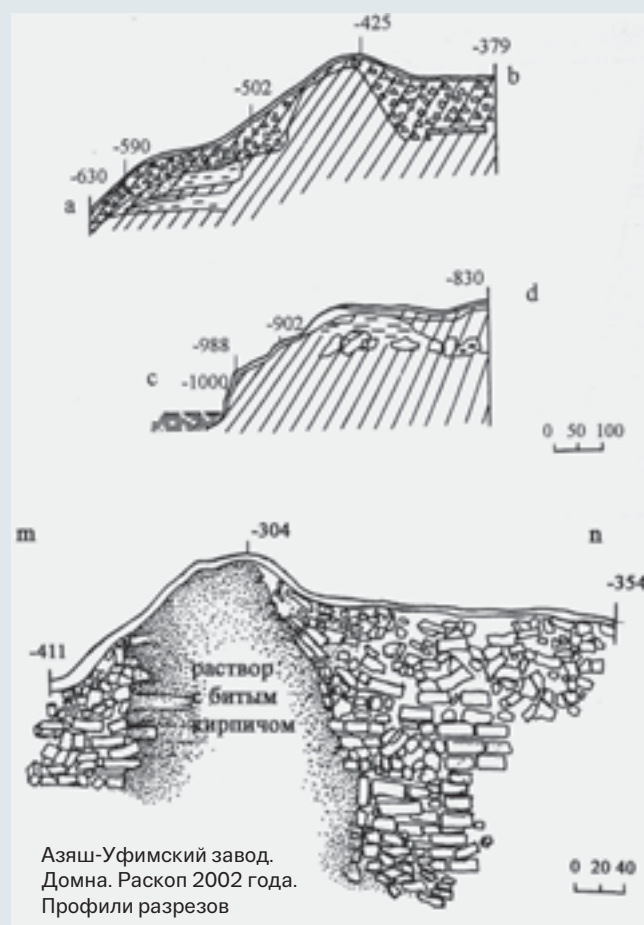 -425
-379
b
-502
-590
-630
a
-830
d
-902
-988
c
-1000
0 50 100
m
-304
n
-354
-411
раствор
с битым
кирпичом
Азяш-Уфимский завод.
Домна. Раскоп 2002 года.
Профили разрезов
0 20 40